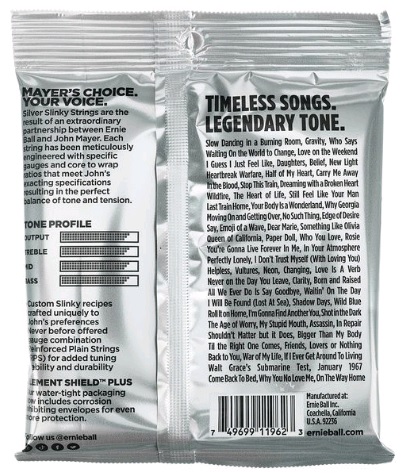 MAYER'S CHOICE.
YOUR VOICE.
Silver Slinky Strings are the
result of an extraordinary
partnership between Ernie
Ball and John Mayer. Each
string has been meticulously
engineered with specific
gauges and core to wrap
ratios that meet John's
exacting specifications
resulting in the perfect
balance of tone and tension.
TONE PROFILE
OUTPUT
TREBLE
MID
BASS
Custom Slinky recipes
crafted uniquely to
John's preferences
Never before offered
gauge combination
Reinforced Plain Strings
(RPS) for added tuning
stability and durability
ELEMENT SHIELD™ PLUS
Our water-tight packaging
now includes corrosion
inhibiting envelopes for even
more protection.
Follow us @ernieball
TIMELESS SONGS.
LEGENDARY TONE.
Slow Dancing in a Burning Room, Gravity, Who Says
Waiting On the World to Change, Love on the Weekend
I Guess I Just Feel Like, Daughters, Belief, New Light
Heartbreak Warfare, Half of My Heart, Carry Me Away
In the Blood, Stop This Train, Dreaming with a Broken Heart
Wildfire, The Heart of Life, Still Feel Like Your Man
Last Train Home, Your Body Is a Wonderland, Why Georgia
Moving On and Getting Over, No Such Thing, Edge of Desire
Say, Emoji of a Wave, Dear Marie, Something Like Olivia
Queen of California, Paper Doll, Who You Love, Rosie
You're Gonna Live Forever In Me, In Your Atmosphere
Perfectly Lonely, I Don't Trust Myself (With Loving You)
Helpless, Vultures, Neon, Changing, Love Is A Verb
Never on the Day You Leave, Clarity, Born and Raised
All We Ever Do Is Say Goodbye, Waitin' On The Day
I Will Be Found (Lost At Sea), Shadow Days, Wild Blue
Roll It on Home, I'm Gonna Find Another You, Shot in the Dark
The Age of Worry, My Stupid Mouth, Assassin, In Repair
Shouldn't Matter but it Does, Bigger Than My Body
Til the Right One Comes, Friends, Lovers or Nothing
Back to You, War of My Life, If I Ever Get Around To Living
Walt Grace's Submarine Test, January 1967
Come Back To Bed, Why You No Love Me, On The Way Home
Manufactured at:
Ernie Ball Inc.
Coachella, California
U.S.A. 92236
ernieball.com
7 49699 11962 3